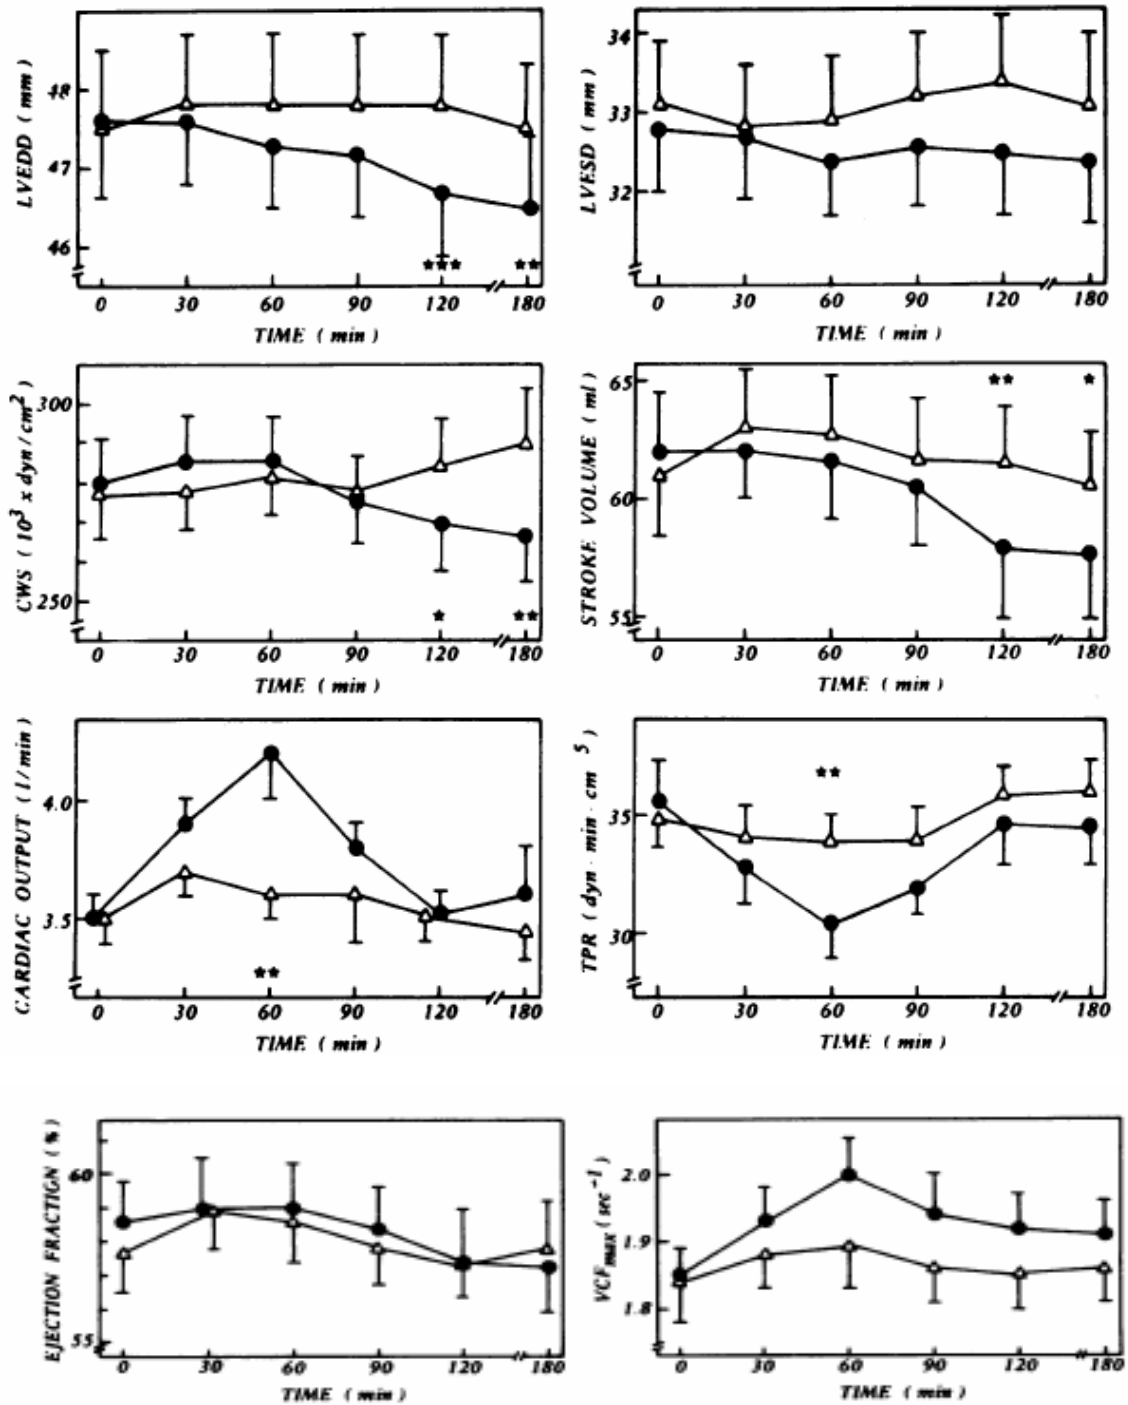 LVEDD ( mm )
48
47
46
*** **
0 30 60 90 120 180
TIME ( min )
LVESD ( mm )
34
33
32
0 30 60 90 120 180
TIME ( min )
CWS ( 10³ x dyn / cm² )
300
250
* **
0 30 60 90 120 180
TIME ( min )
STROKE VOLUME ( ml )
65
60
55
** *
0 30 60 90 120 180
TIME ( min )
CARDIAC OUTPUT ( l / min )
4.0
3.5
**
0 30 60 90 120 180
TIME ( min )
TPR ( dyn · min · cm ⁵ )
35
30
**
0 30 60 90 120 180
TIME ( min )
EJECTION FRACTION ( % )
60
55
0 30 60 90 120 180
TIME ( min )
VCFmax ( sec⁻¹ )
2.0
1.9
1.8
0 30 60 90 120 180
TIME ( min )